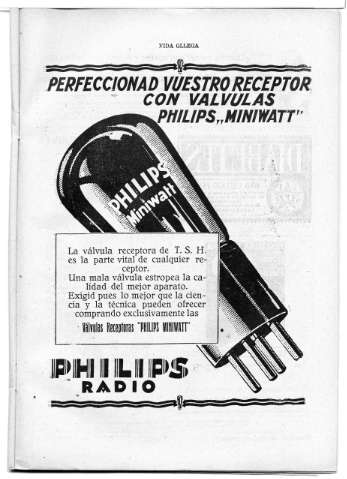 VIDA GLLEGA
PERFECCIONAD VUESTRO RECEPTOR
CON VALVULAS
PHILIPS „MINIWATT"
PHILIPS
Miniwatt
La válvula receptora de T. S. H.
es la parte vital de cualquier re-
ceptor.
Una mala válvula estropea la ca-
lidad del mejor aparato.
Exigid pues lo mejor que la cien-
cia y la técnica pueden ofrecer
comprando exclusivamente las
Válvulas Receptoras "PHILIPS MINIWATT"
PHILIPS
RADIO